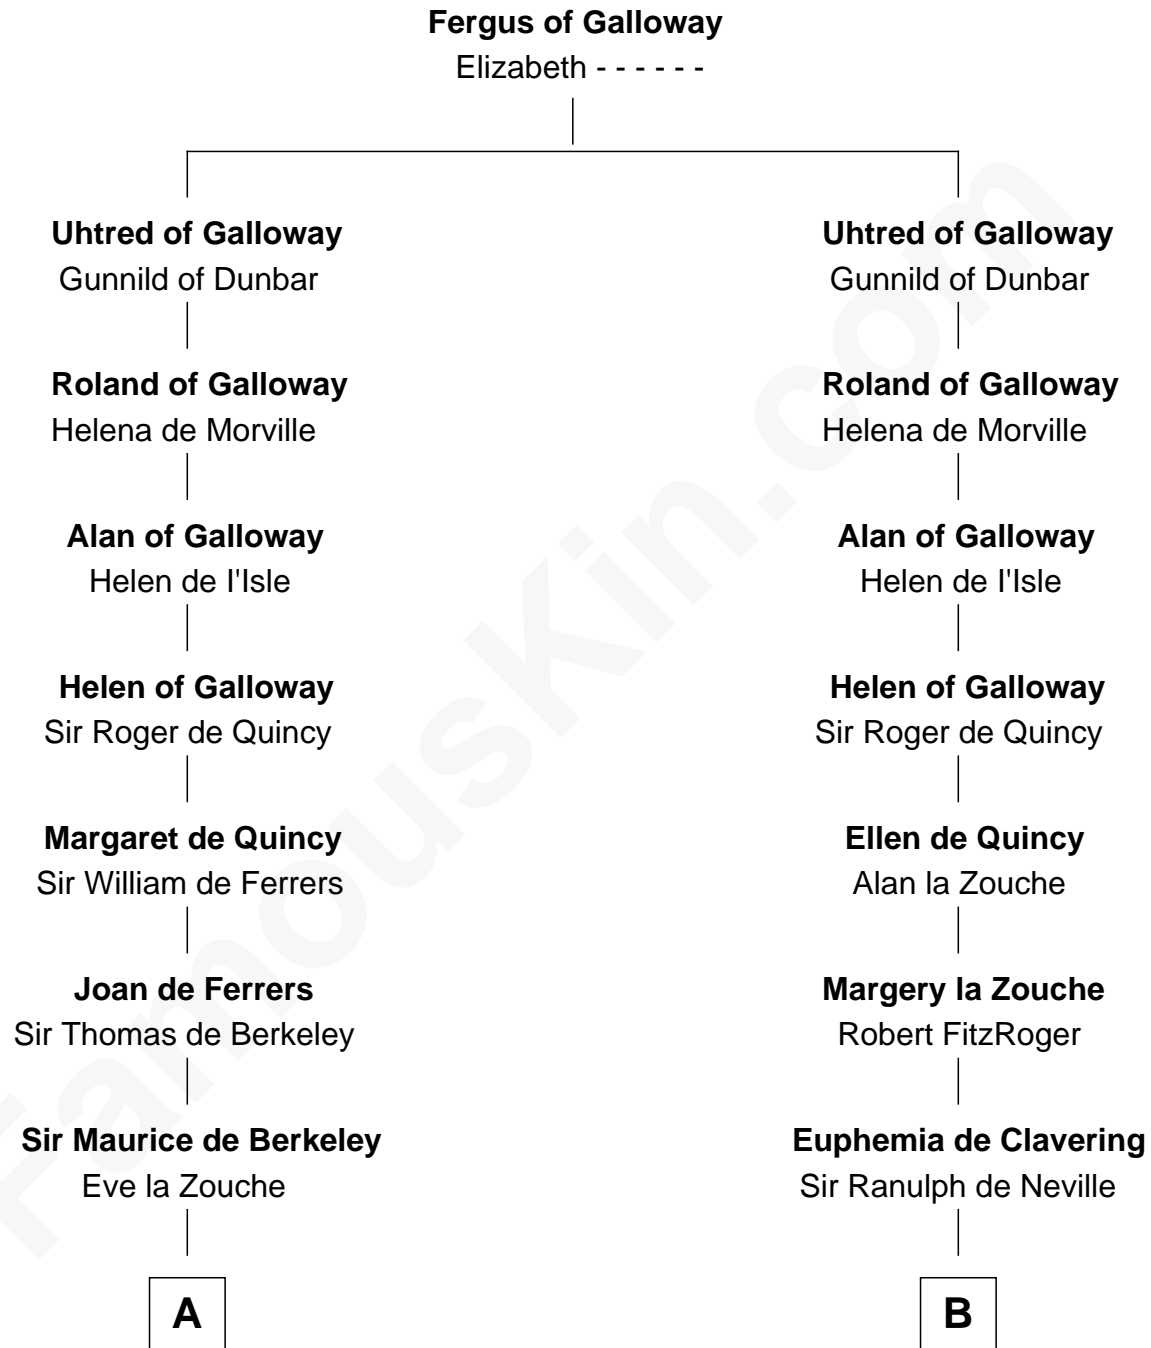 Fergus of Galloway
Elizabeth - - - - - -
Uhtred of Galloway
Gunnild of Dunbar
Roland of Galloway
Helena de Morville
Alan of Galloway
Helen de I'Isle
Helen of Galloway
Sir Roger de Quincy
Margaret de Quincy
Sir William de Ferrers
Joan de Ferrers
Sir Thomas de Berkeley
Sir Maurice de Berkeley
Eve la Zouche
A
Uhtred of Galloway
Gunnild of Dunbar
Roland of Galloway
Helena de Morville
Alan of Galloway
Helen de I'Isle
Helen of Galloway
Sir Roger de Quincy
Ellen de Quincy
Alan la Zouche
Margery la Zouche
Robert FitzRoger
Euphemia de Clavering
Sir Ranulph de Neville
B
FamousKin.com